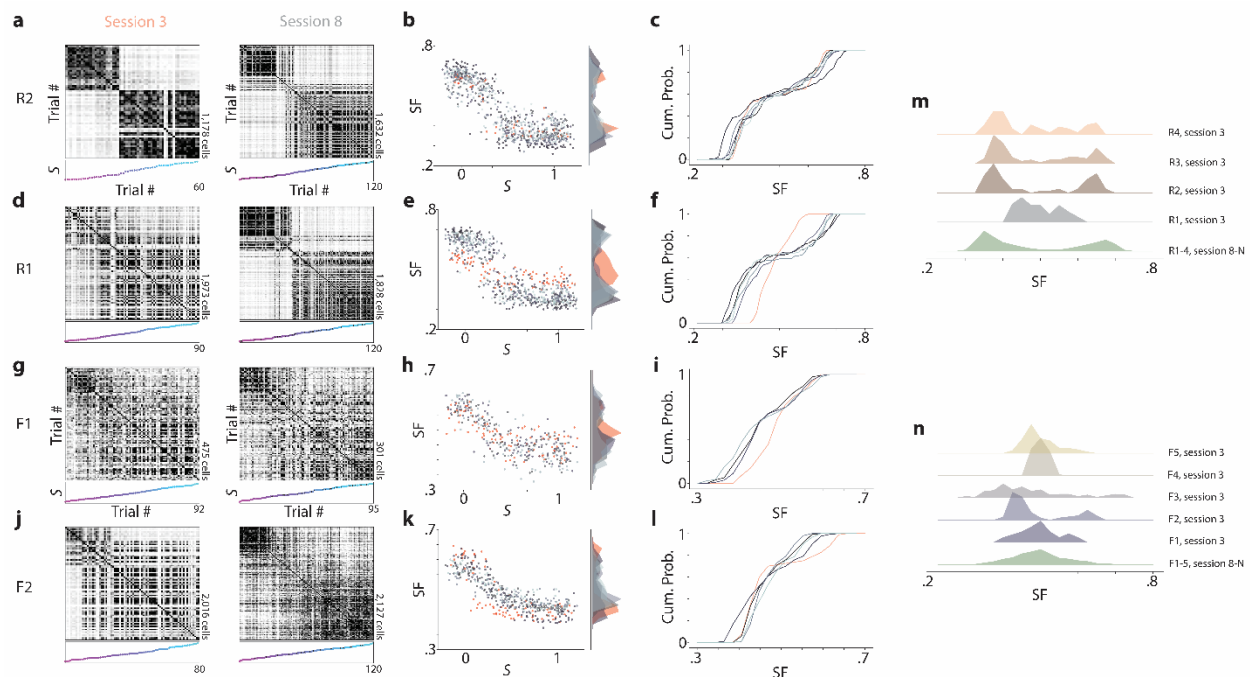 a
Session 3
Session 8
b
c
R2
Trial #
Trial #
1,178 cells
1,632 cells
S
Trial #
60
Trial #
120
.8
SF
.2
0
1
S
1
Cum. Prob.
0
.2
.8
SF
m
R4, session 3
R3, session 3
R2, session 3
R1, session 3
R1-4, session 8-N
.2
.8
SF
d
e
f
R1
1,973 cells
1,828 cells
90
120
.8
SF
.2
0
1
S
1
Cum. Prob.
0
.2
.8
SF
g
h
i
F1
Trial #
Trial #
475 cells
301 cells
S
Trial #
92
Trial #
95
.7
SF
.3
0
1
S
1
Cum. Prob.
0
.3
.7
SF
n
F5, session 3
F4, session 3
F3, session 3
F2, session 3
F1, session 3
F1-5, session 8-N
.2
.8
SF
j
k
l
F2
2,016 cells
2,127 cells
80
120
.7
SF
.3
0
1
S
1
Cum. Prob.
0
.3
.7
SF